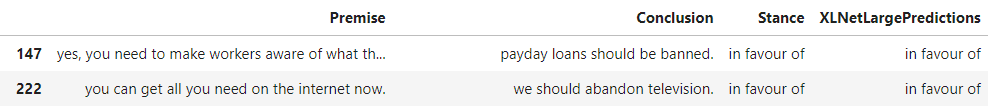 Premise Conclusion Stance XLNetLargePredictions
147 yes, you need to make workers aware of what th... payday loans should be banned. in favour of in favour of
222 you can get all you need on the internet now. we should abandon television. in favour of in favour of